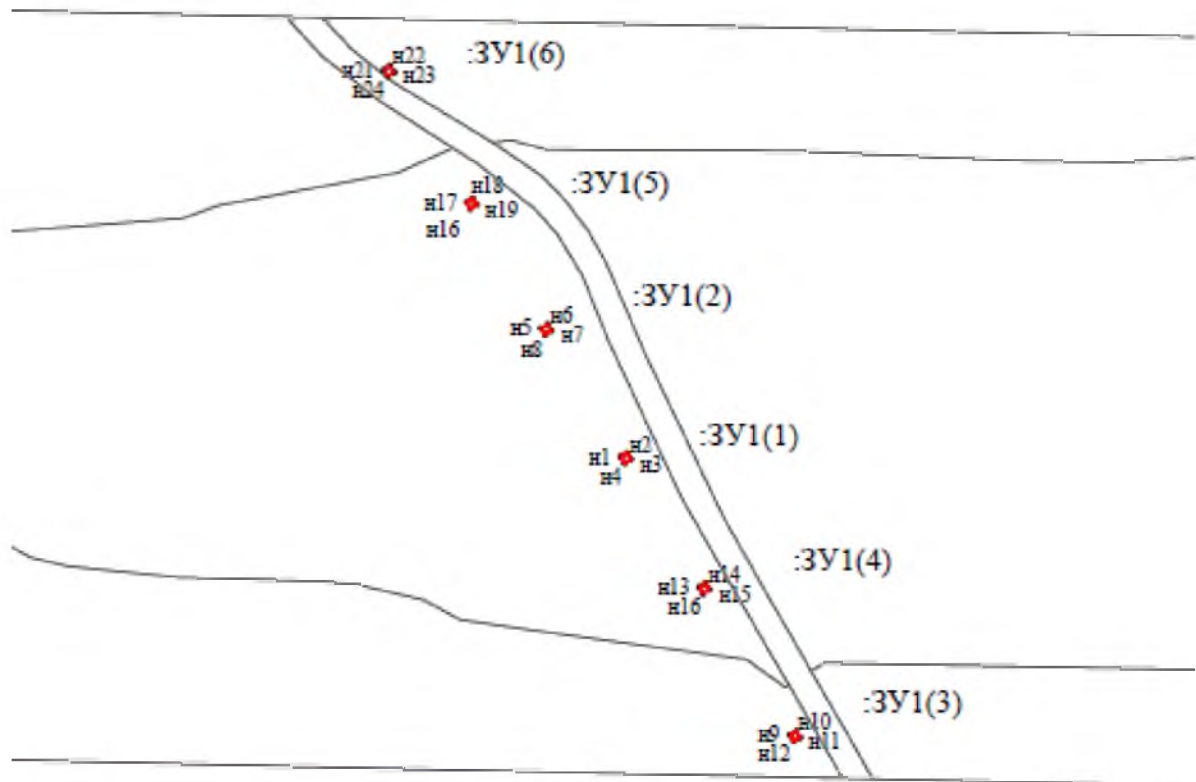 н22
:ЗУ1(6)
н21
н23
н24
н18
:ЗУ1(5)
н17
н19
н16
:ЗУ1(2)
н6
н5
н7
н8
:ЗУ1(1)
н2
н1
н3
н4
:ЗУ1(4)
н14
н13
н15
н16
:ЗУ1(3)
н10
н9
н11
н12